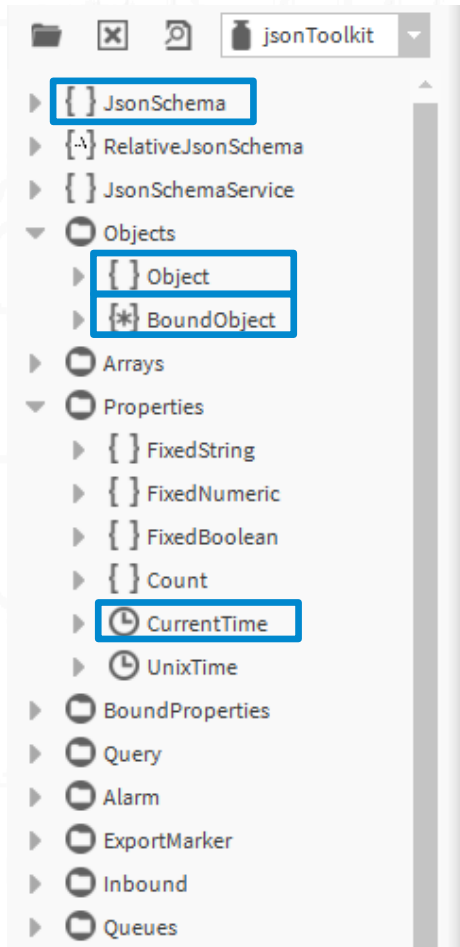 jsonToolkit
JsonSchema
RelativeJsonSchema
JsonSchemaService
Objects
Object
BoundObject
Arrays
Properties
FixedString
FixedNumeric
FixedBoolean
Count
CurrentTime
UnixTime
BoundProperties
Query
Alarm
ExportMarker
Inbound
Queues